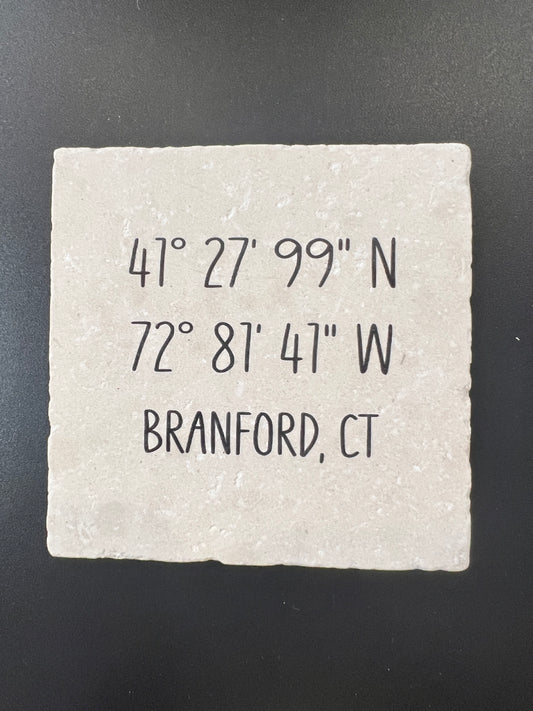 41° 27' 99" N
72° 81' 41" W
BRANFORD, CT